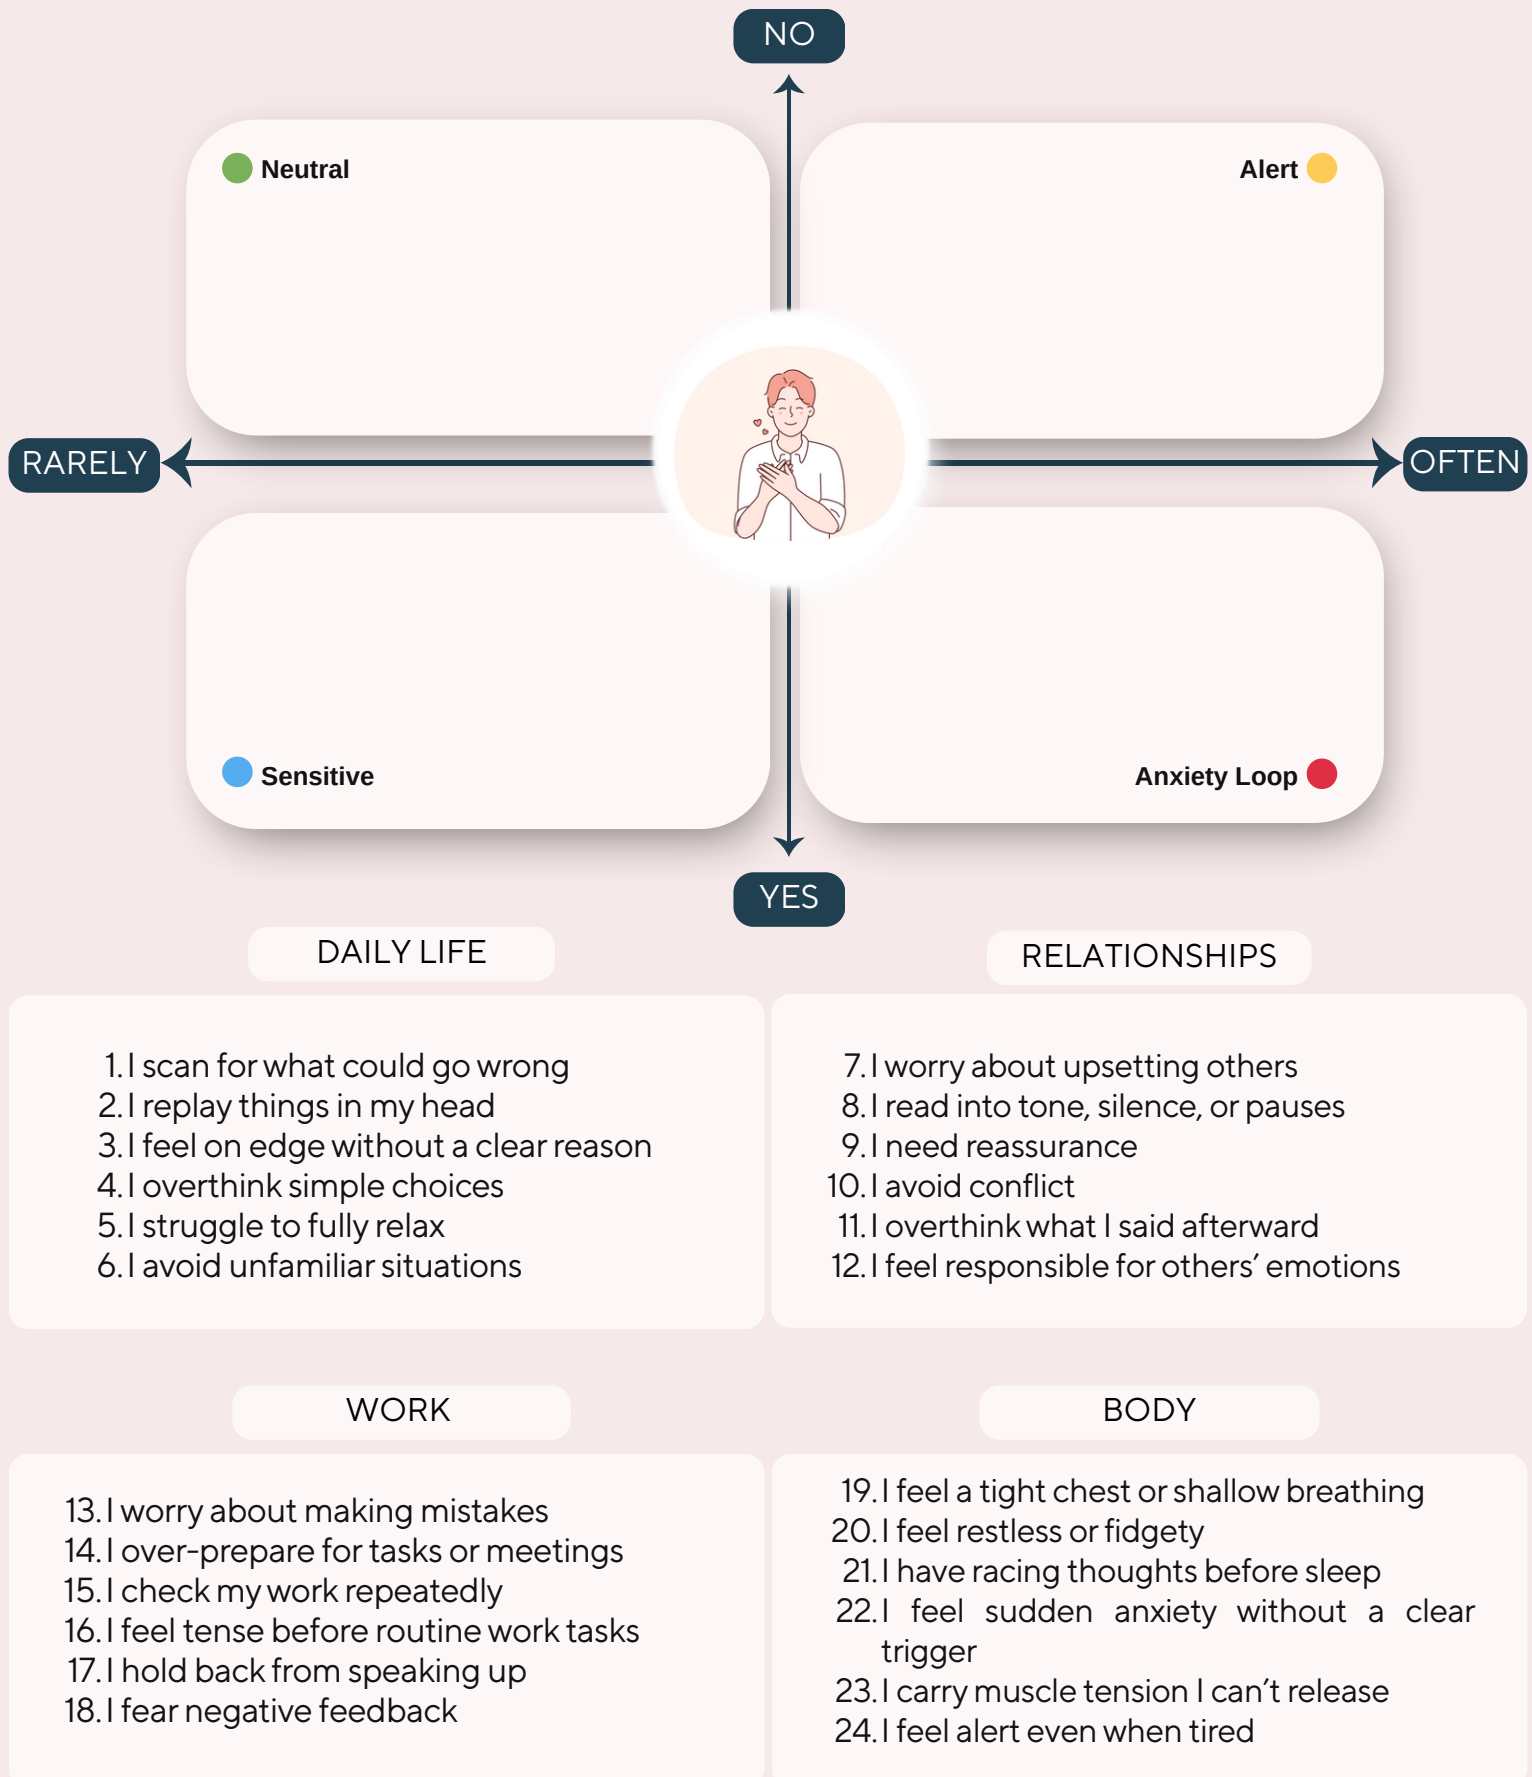 NO
Neutral
Alert
RARELY
OFTEN
Sensitive
Anxiety Loop
YES
DAILY LIFE
1. I scan for what could go wrong
2. I replay things in my head
3. I feel on edge without a clear reason
4. I overthink simple choices
5. I struggle to fully relax
6. I avoid unfamiliar situations
RELATIONSHIPS
7. I worry about upsetting others
8. I read into tone, silence, or pauses
9. I need reassurance
10. I avoid conflict
11. I overthink what I said afterward
12. I feel responsible for others’ emotions
WORK
13. I worry about making mistakes
14. I over-prepare for tasks or meetings
15. I check my work repeatedly
16. I feel tense before routine work tasks
17. I hold back from speaking up
18. I fear negative feedback
BODY
19. I feel a tight chest or shallow breathing
20. I feel restless or fidgety
21. I have racing thoughts before sleep
22. I feel sudden anxiety without a clear
trigger
23. I carry muscle tension I can’t release
24. I feel alert even when tired